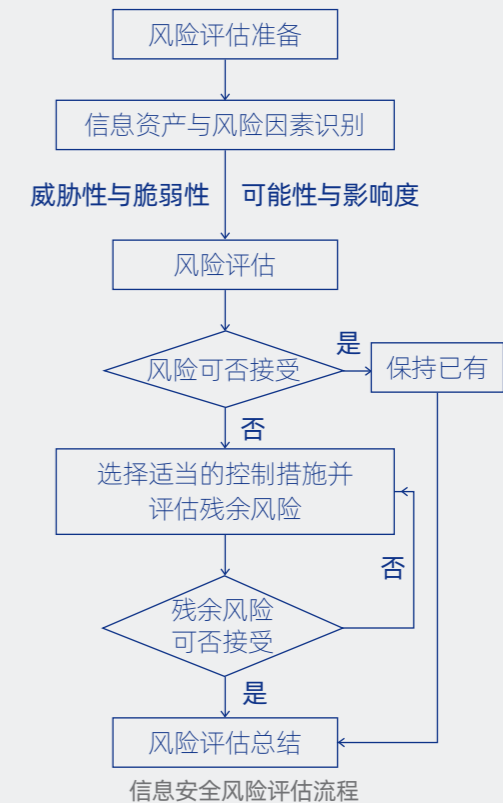 风险评估准备
信息资产与风险因素识别
威胁性与脆弱性
可能性与影响度
风险评估
风险可否接受
是
保持已有
否
选择适当的控制措施并
评估残余风险
否
残余风险
可否接受
是
风险评估总结
信息安全风险评估流程